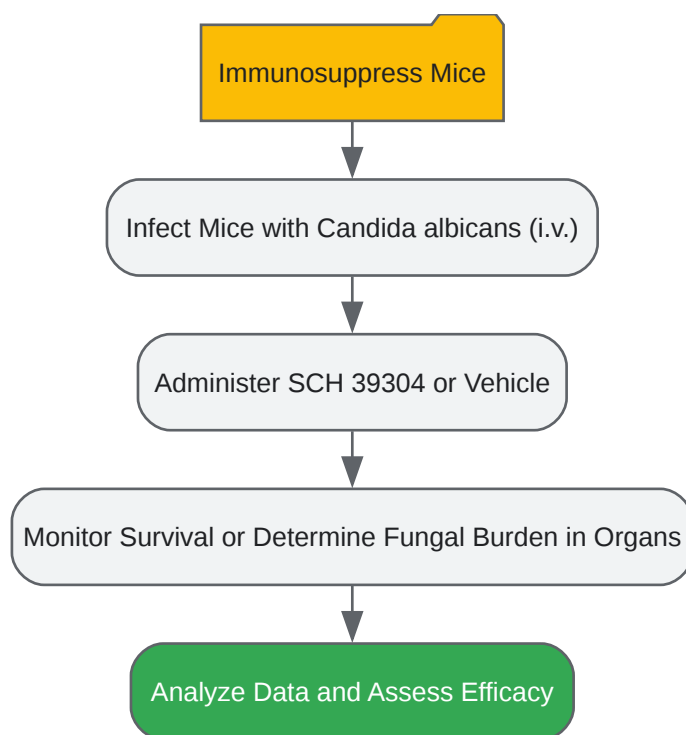 Immunosuppress Mice
Infect Mice with Candida albicans (i.v.)
Administer SCH 39304 or Vehicle
Monitor Survival or Determine Fungal Burden in Organs
Analyze Data and Assess Efficacy